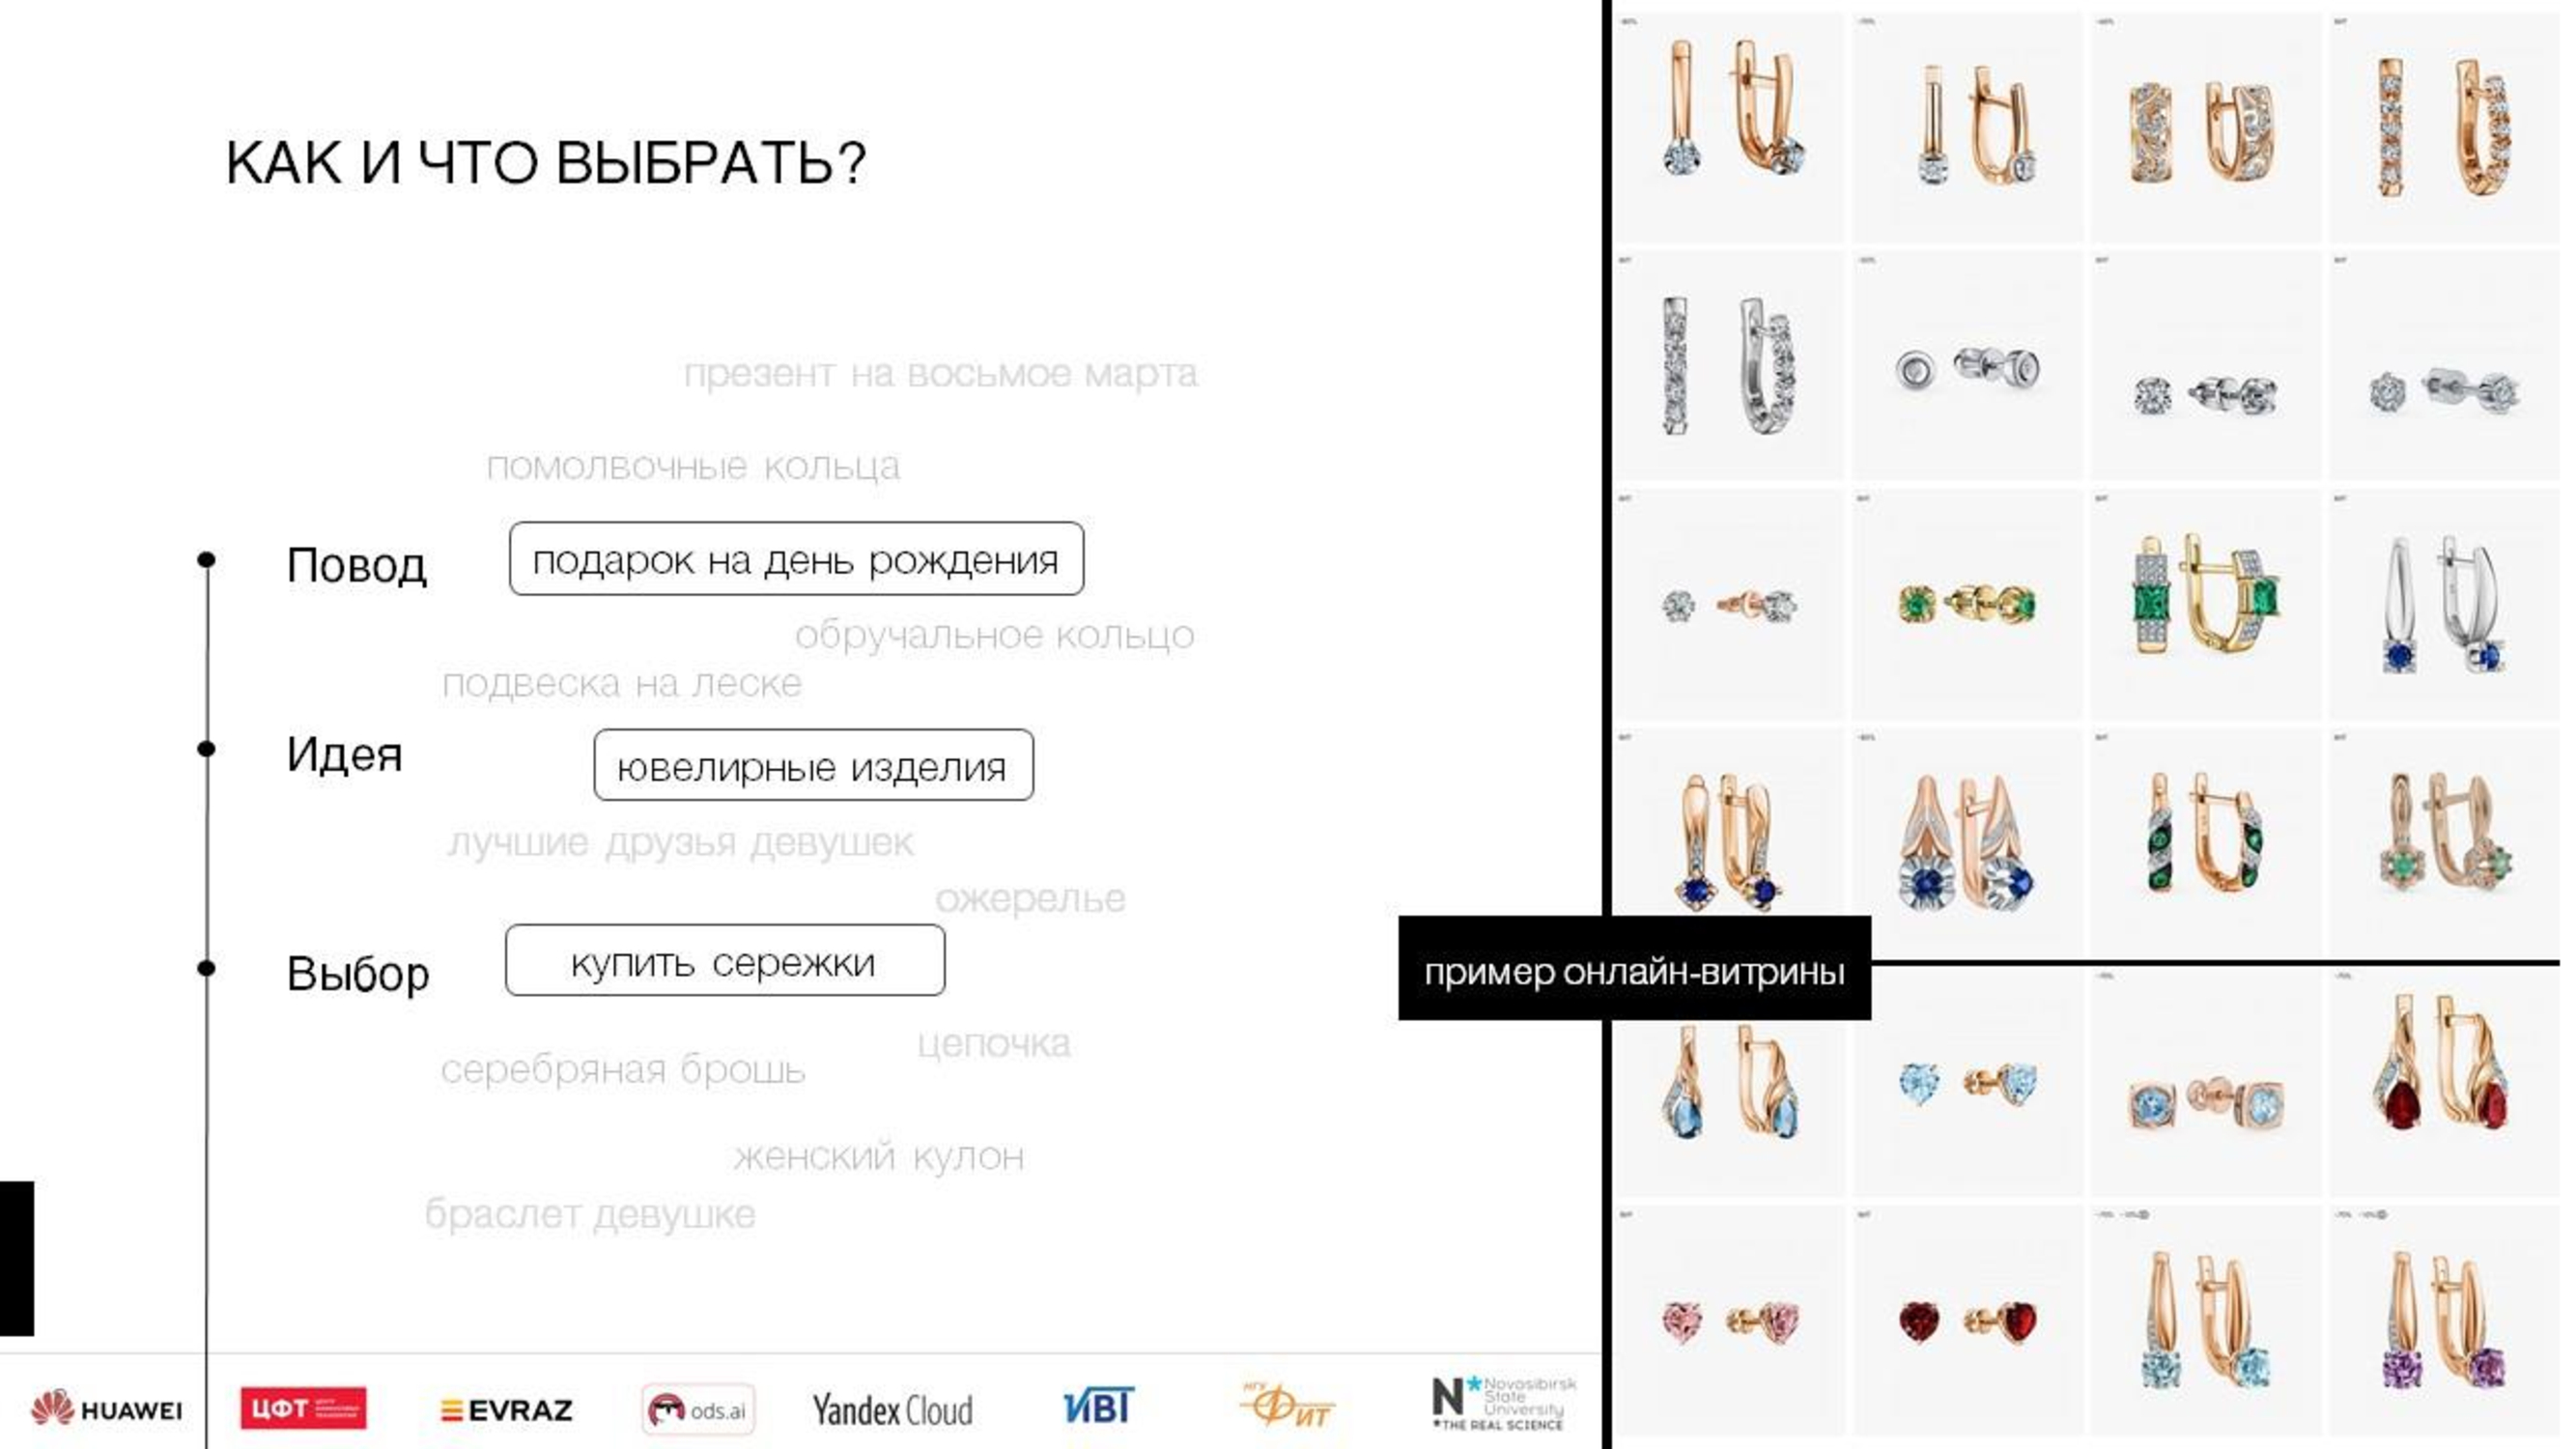 КАК И ЧТО ВЫБРАТЬ?
презент на восьмое марта
помолвочные кольца
Повод
подарок на день рождения
обручальное кольцо
подвеска на леске
Идея
ювелирные изделия
лучшие друзья девушек
ожерелье
Выбор
купить сережки
пример онлайн-витрины
цепочка
серебряная брошь
женский кулон
браслет девушке
HUAWEI
ЦФТ
EVRAZ
ods.ai
Yandex Cloud
ИВТ
НГУ
ФИТ
N*
Novosibirsk
State
University
*THE REAL SCIENCE